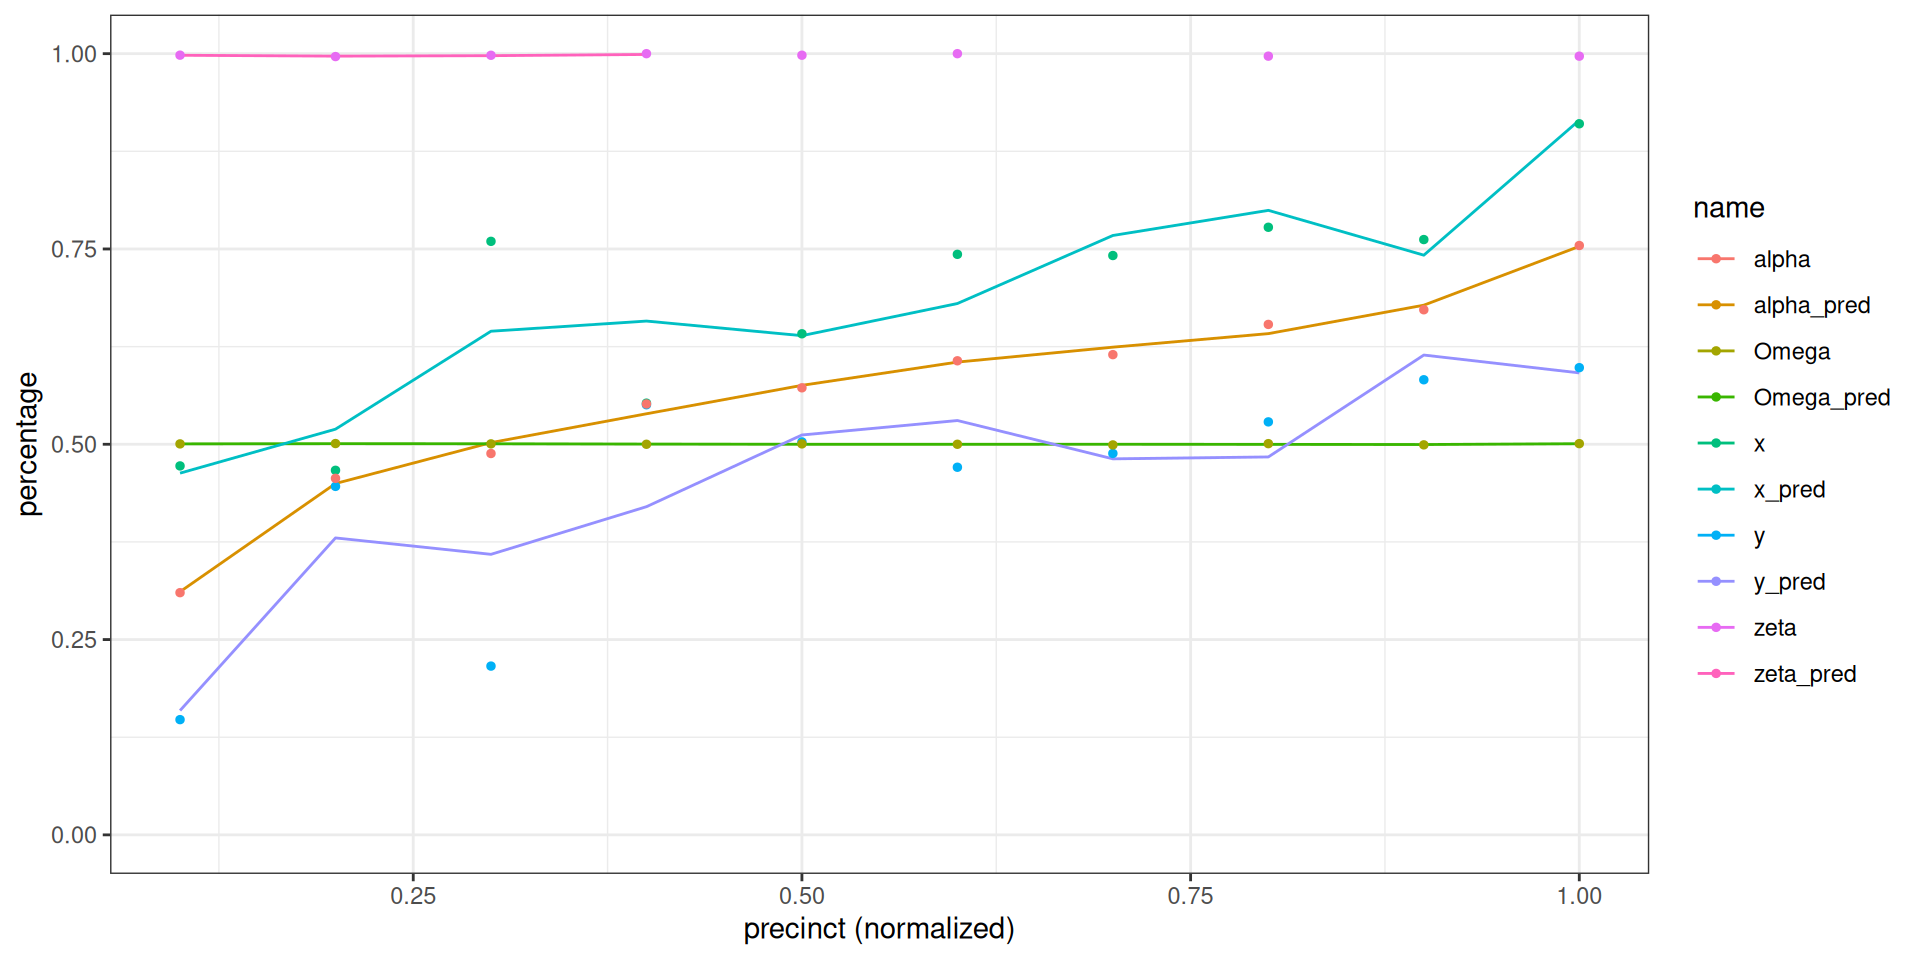 1.00
0.75
0.50
0.25
0.00
percentage
0.25
0.50
0.75
1.00
precinct (normalized)
name
alpha
alpha_pred
Omega
Omega_pred
x
x_pred
y
y_pred
zeta
zeta_pred